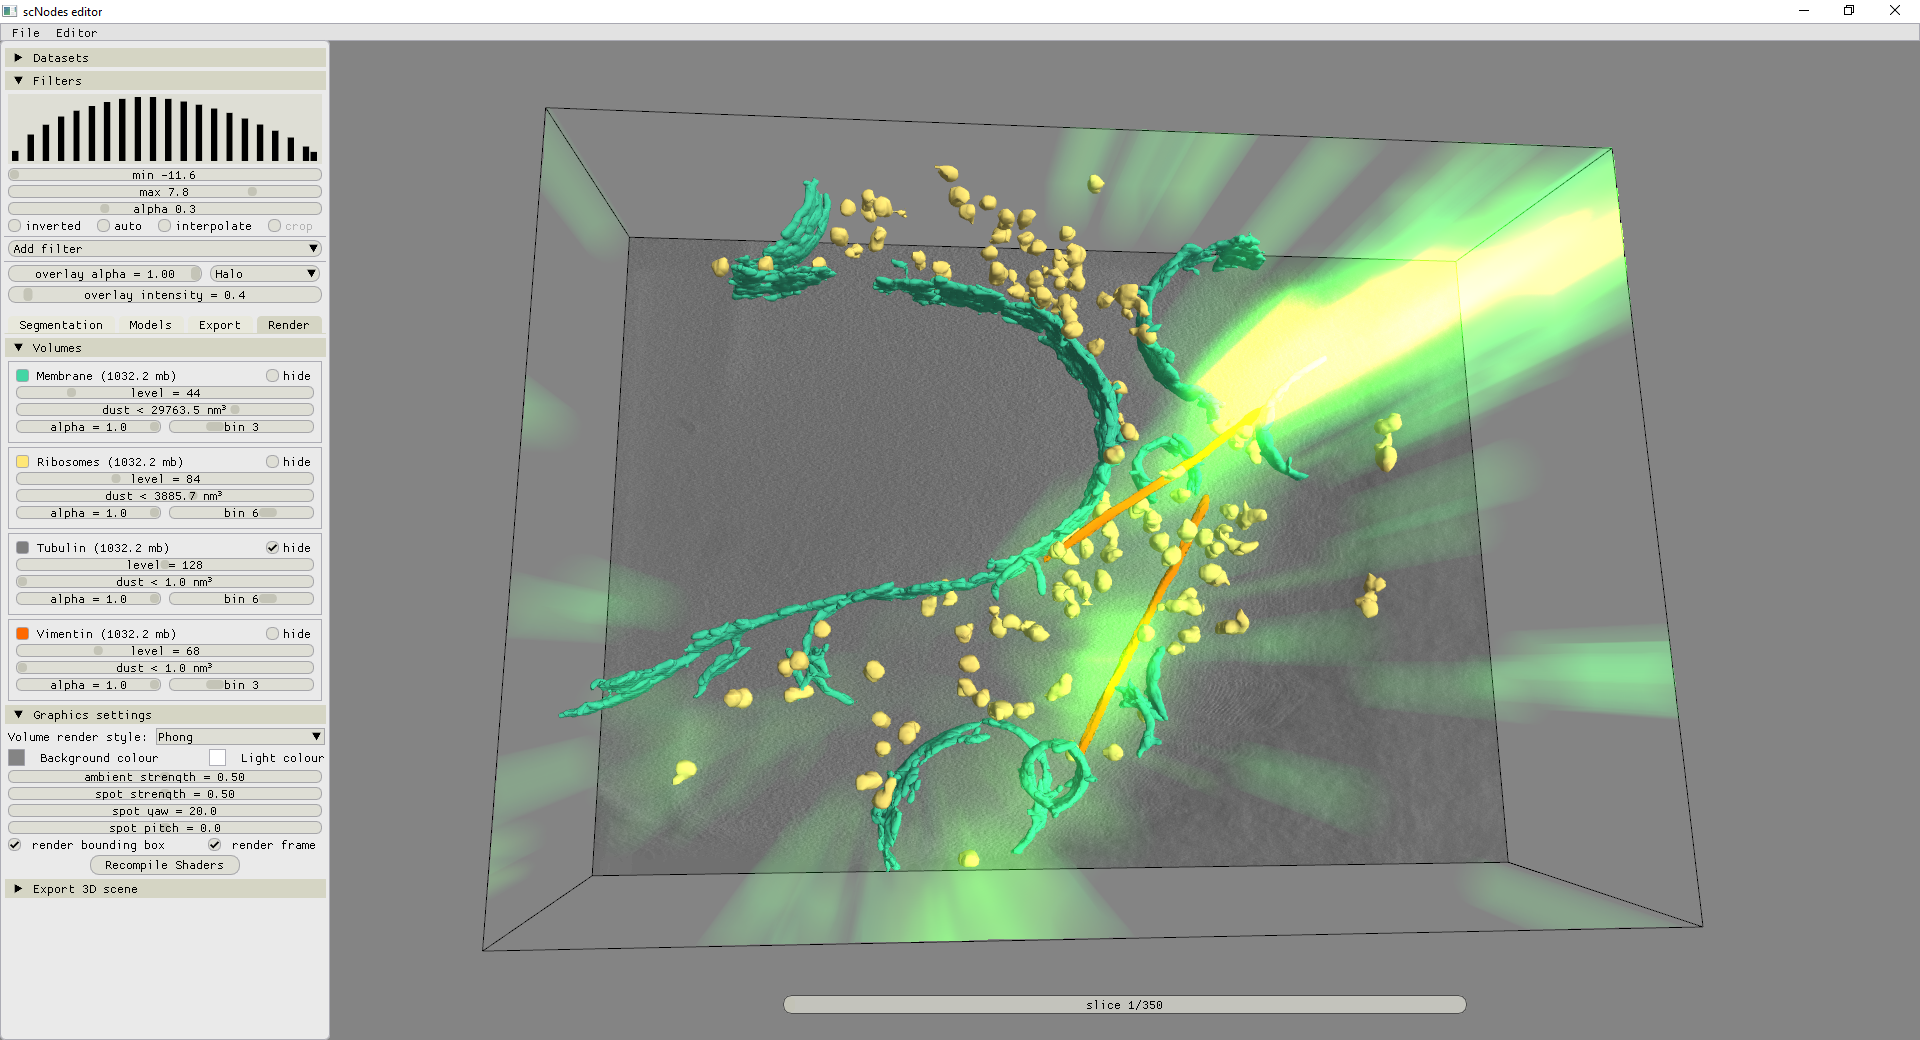 scNodes editor
File Editor
Datasets
Filters
min -11.6
max 7.8
alpha 0.3
inverted auto interpolate crop
Add filter
overlay alpha = 1.00 Halo
overlay intensity = 0.4
Segmentation Models Export Render
Volumes
Membrane (1032.2 mb) hide
level = 44
dust < 29763.5 nm³
alpha = 1.0 bin 3
Ribosomes (1032.2 mb) hide
level = 84
dust < 3885.7 nm³
alpha = 1.0 bin 6
Tubulin (1032.2 mb) hide
level = 128
dust < 1.0 nm³
alpha = 1.0 bin 6
Vimentin (1032.2 mb) hide
level = 68
dust < 1.0 nm³
alpha = 1.0 bin 3
Graphics settings
Volume render style: Phong
Background colour Light colour
ambient strength = 0.50
spot strength = 0.50
spot yaw = 20.0
spot pitch = 0.0
render bounding box render frame
Recompile Shaders
Export 3D scene
slice 1/350